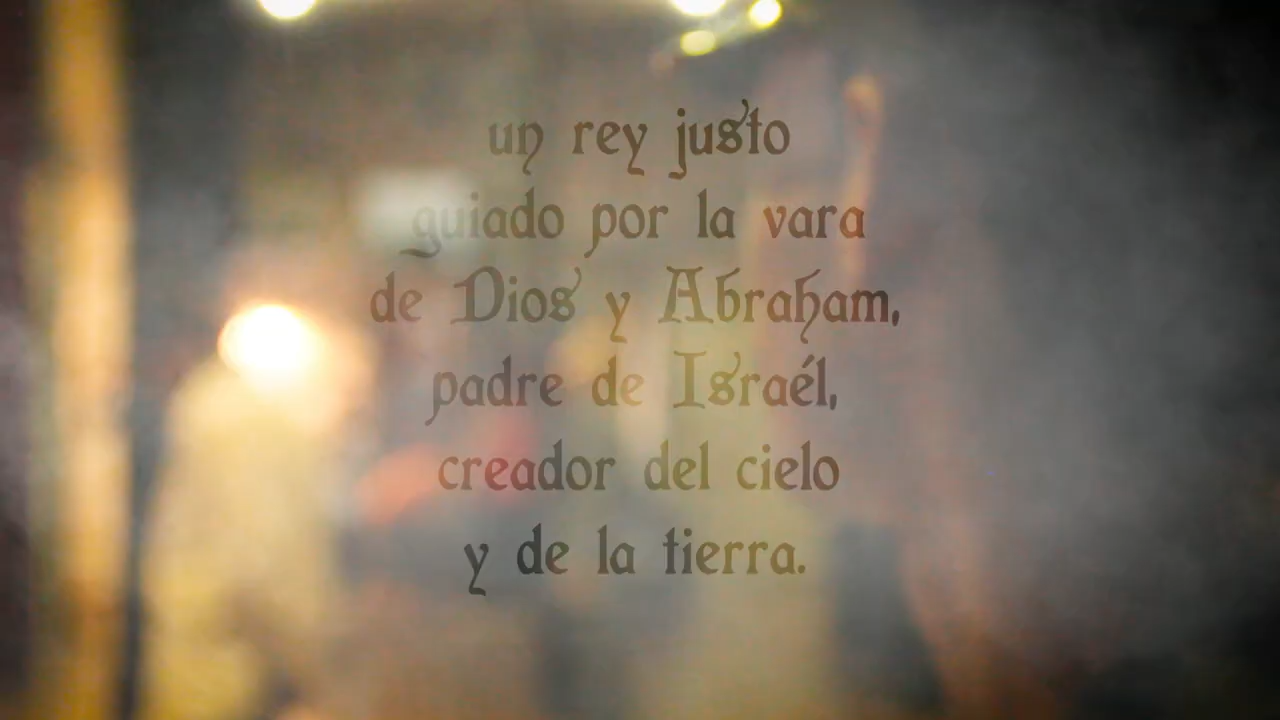 un rey justo
guiado por la vara
de Dios y Abraham,
padre de Israél,
creador del cielo
y de la tierra.